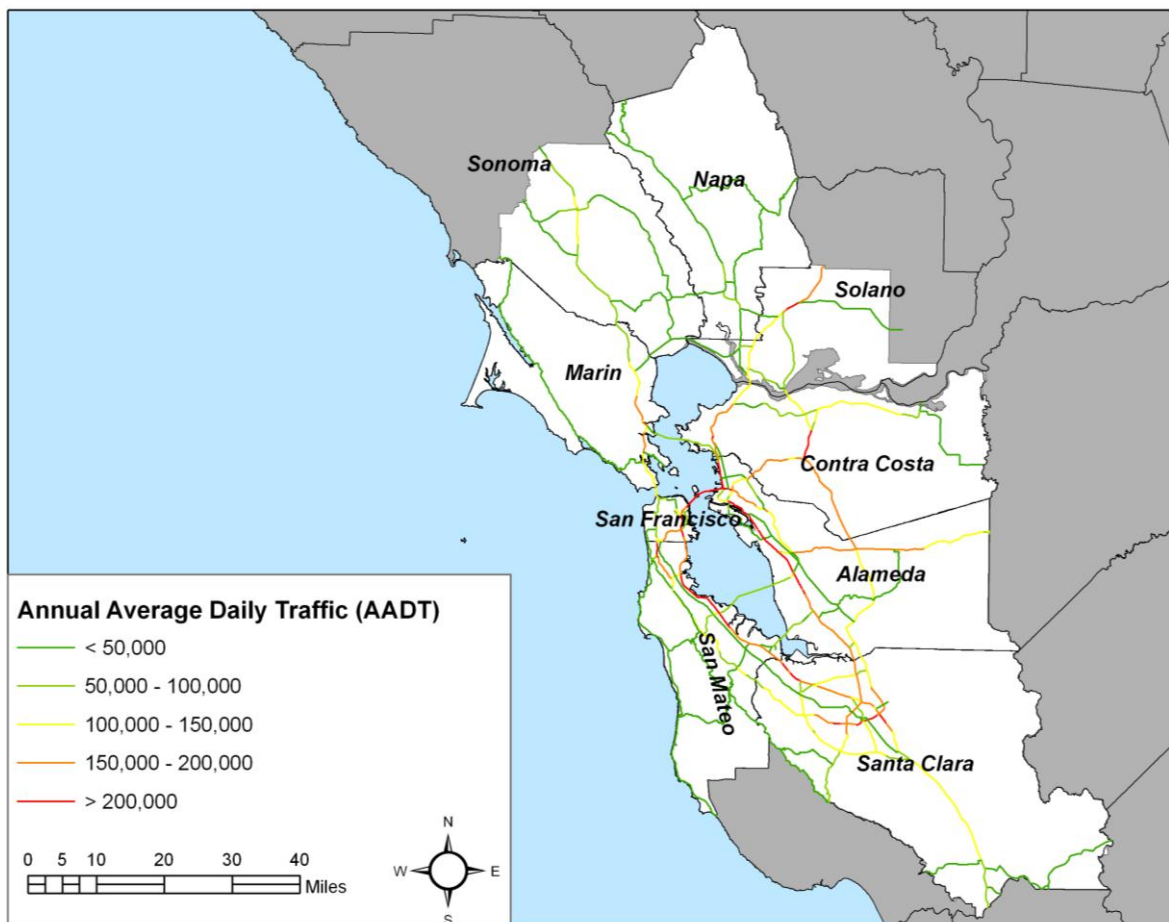 Sonoma
Napa
Solano
Marin
Contra Costa
San Francisco
Alameda
San Mateo
Santa Clara
Annual Average Daily Traffic (AADT)
< 50,000
50,000 - 100,000
100,000 - 150,000
150,000 - 200,000
> 200,000
0 5 10 20 30 40
Miles
N
W E
S